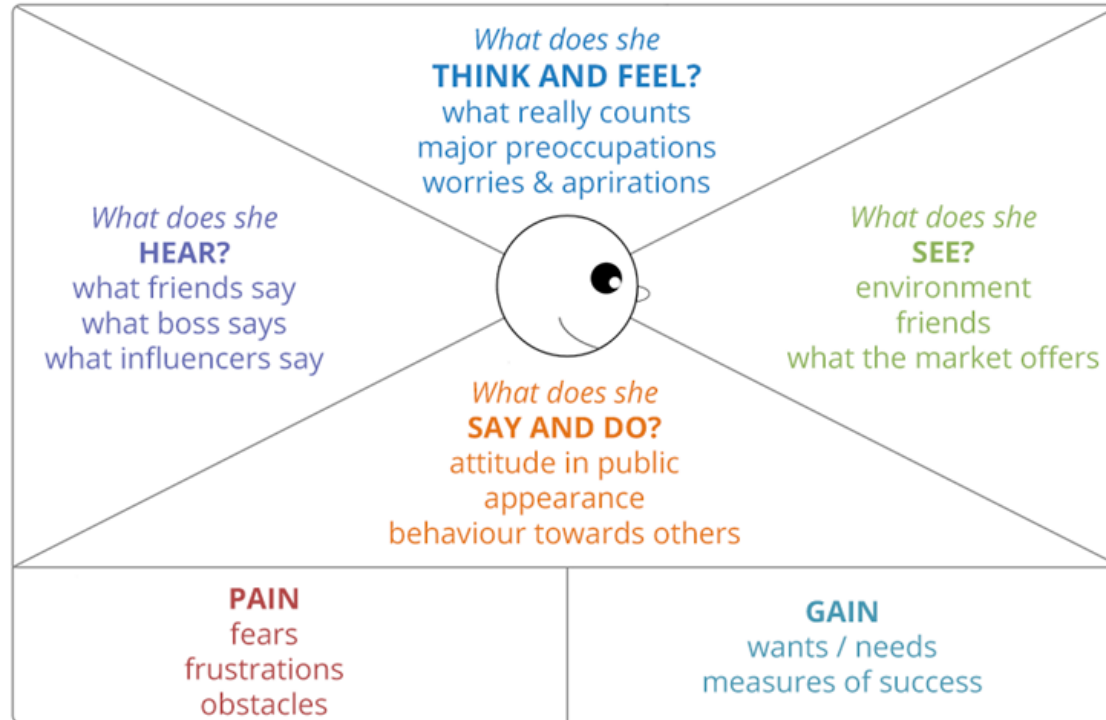 What does she
THINK AND FEEL?
what really counts
major preoccupations
worries & aprirations
What does she
HEAR?
what friends say
what boss says
what influencers say
What does she
SEE?
environment
friends
what the market offers
What does she
SAY AND DO?
attitude in public
appearance
behaviour towards others
PAIN
fears
frustrations
obstacles
GAIN
wants / needs
measures of success